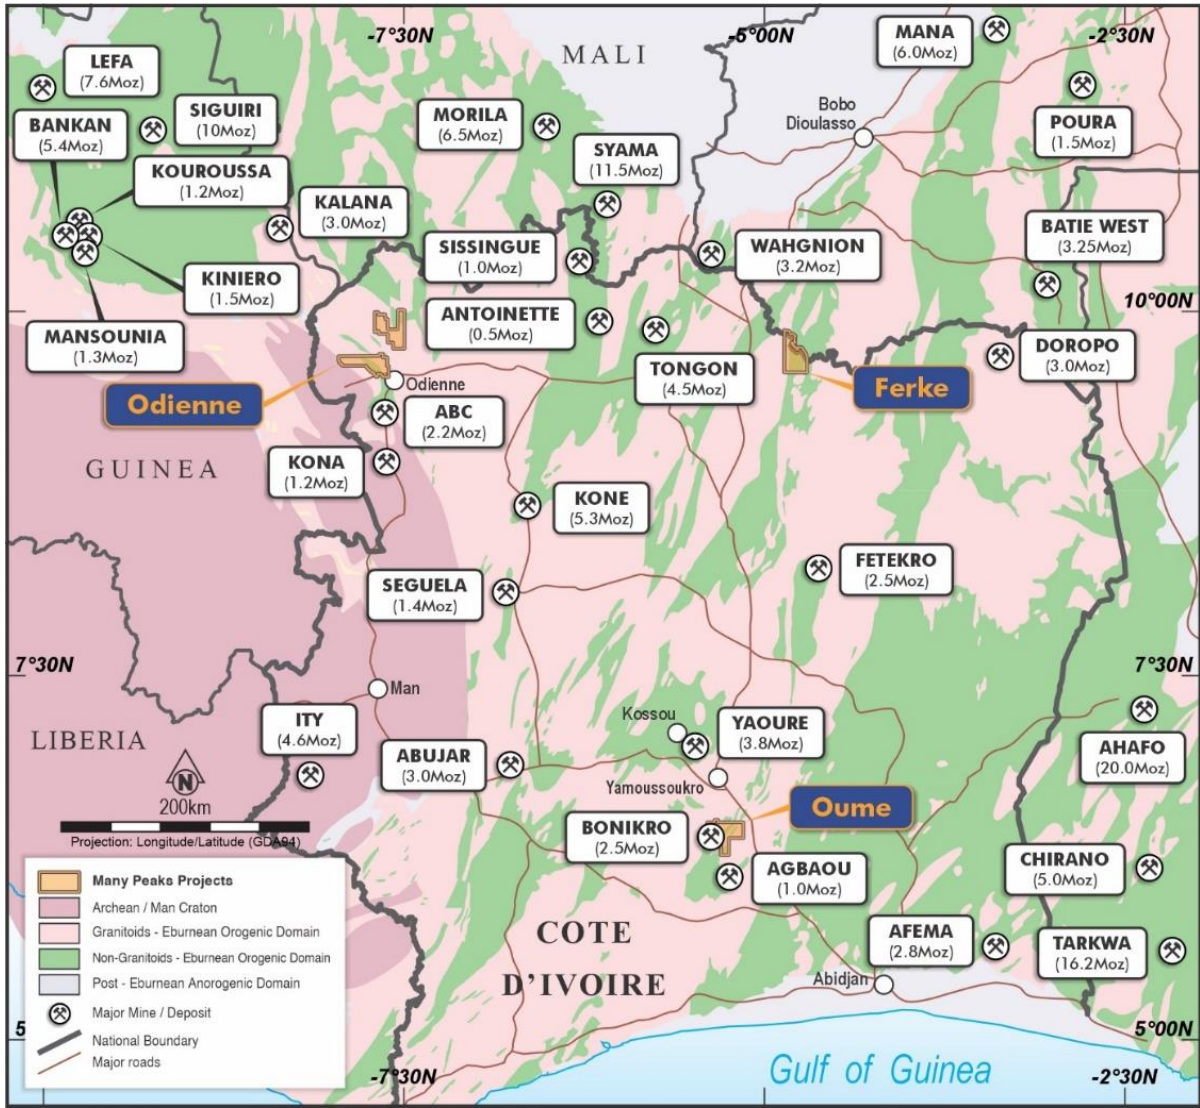 -7°30N
-5°00N
-2°30N
MALI
MANA
(6.0Moz)
LEFA
(7.6Moz)
SIGUIRI
(10Moz)
MORILA
(6.5Moz)
Bobo
Dioulasso
POURA
(1.5Moz)
BANKAN
(5.4Moz)
KOUROUSSA
(1.2Moz)
SYAMA
(11.5Moz)
KALANA
(3.0Moz)
SISSINGUE
(1.0Moz)
WAHGNION
(3.2Moz)
BATIE WEST
(3.25Moz)
KINIERO
(1.5Moz)
ANTOINETTE
(0.5Moz)
10°00N
MANSOUNIA
(1.3Moz)
TONGON
(4.5Moz)
DOROPO
(3.0Moz)
Odienne
Odienne
Ferke
ABC
(2.2Moz)
GUINEA
KONA
(1.2Moz)
KONE
(5.3Moz)
FETEKRO
(2.5Moz)
SEGUELA
(1.4Moz)
7°30N
7°30N
Man
LIBERIA
ITY
(4.6Moz)
Kossou
YAOURE
(3.8Moz)
AHAFO
(20.0Moz)
ABUJAR
(3.0Moz)
Yamoussoukro
N
200km
Projection: Longitude/Latitude (GDA94)
Oume
BONIKRO
(2.5Moz)
AGBAOU
(1.0Moz)
CHIRANO
(5.0Moz)
COTE
D'IVOIRE
AFEMA
(2.8Moz)
TARKWA
(16.2Moz)
Abidjan
Many Peaks Projects
Archean / Man Craton
Granitoids - Eburnean Orogenic Domain
Non-Granitoids - Eburnean Orogenic Domain
Post - Eburnean Anorogenic Domain
Major Mine / Deposit
National Boundary
Major roads
5
5°00N
Gulf of Guinea
-7°30N
-5°00N
-2°30N